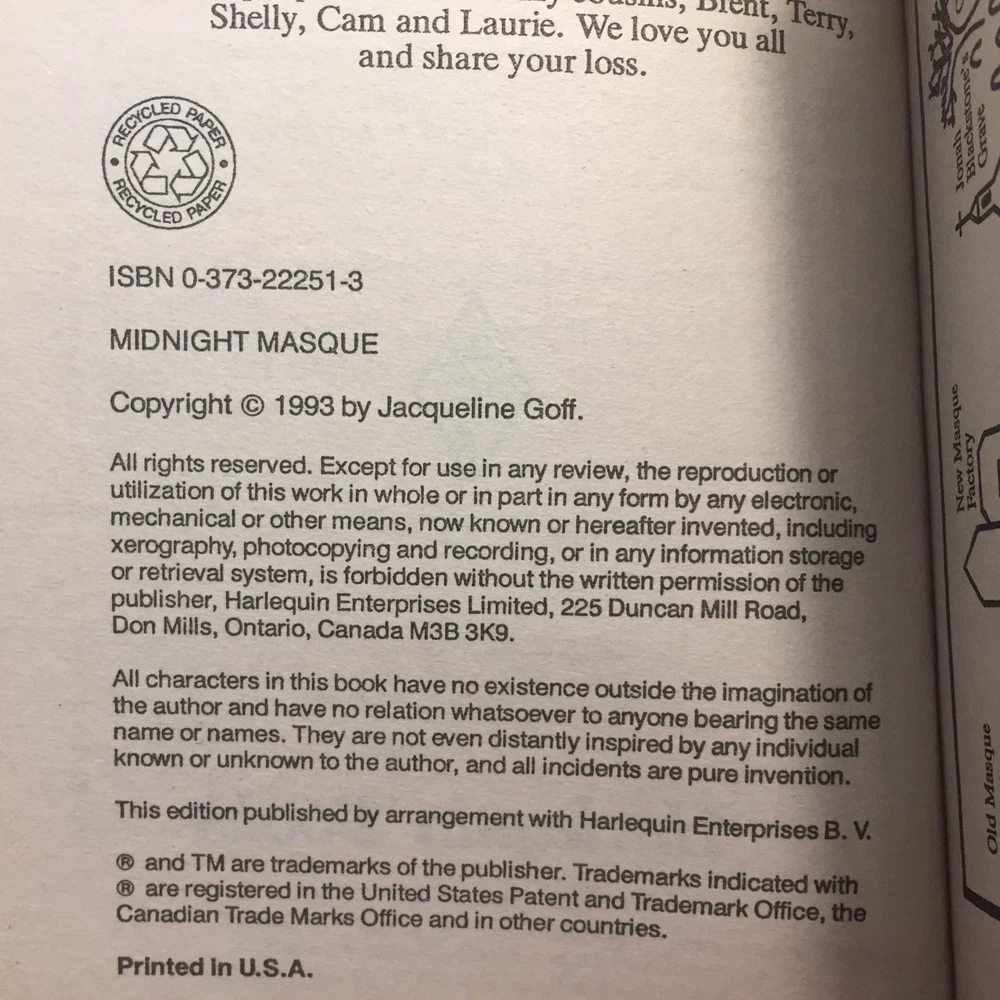 cousins, Brent, Terry,
Shelly, Cam and Laurie. We love you all
and share your loss.
RECYCLED PAPER
RECYCLED PAPER
ISBN 0-373-22251-3
MIDNIGHT MASQUE
Copyright © 1993 by Jacqueline Goff.
All rights reserved. Except for use in any review, the reproduction or
utilization of this work in whole or in part in any form by any electronic,
mechanical or other means, now known or hereafter invented, including
xerography, photocopying and recording, or in any information storage
or retrieval system, is forbidden without the written permission of the
publisher, Harlequin Enterprises Limited, 225 Duncan Mill Road,
Don Mills, Ontario, Canada M3B 3K9.
All characters in this book have no existence outside the imagination of
the author and have no relation whatsoever to anyone bearing the same
name or names. They are not even distantly inspired by any individual
known or unknown to the author, and all incidents are pure invention.
This edition published by arrangement with Harlequin Enterprises B. V.
® and TM are trademarks of the publisher. Trademarks indicated with
® are registered in the United States Patent and Trademark Office, the
Canadian Trade Marks Office and in other countries.
Printed in U.S.A.
Jonah
Blackstone's
Grave
New Masque
Factory
Old Masque